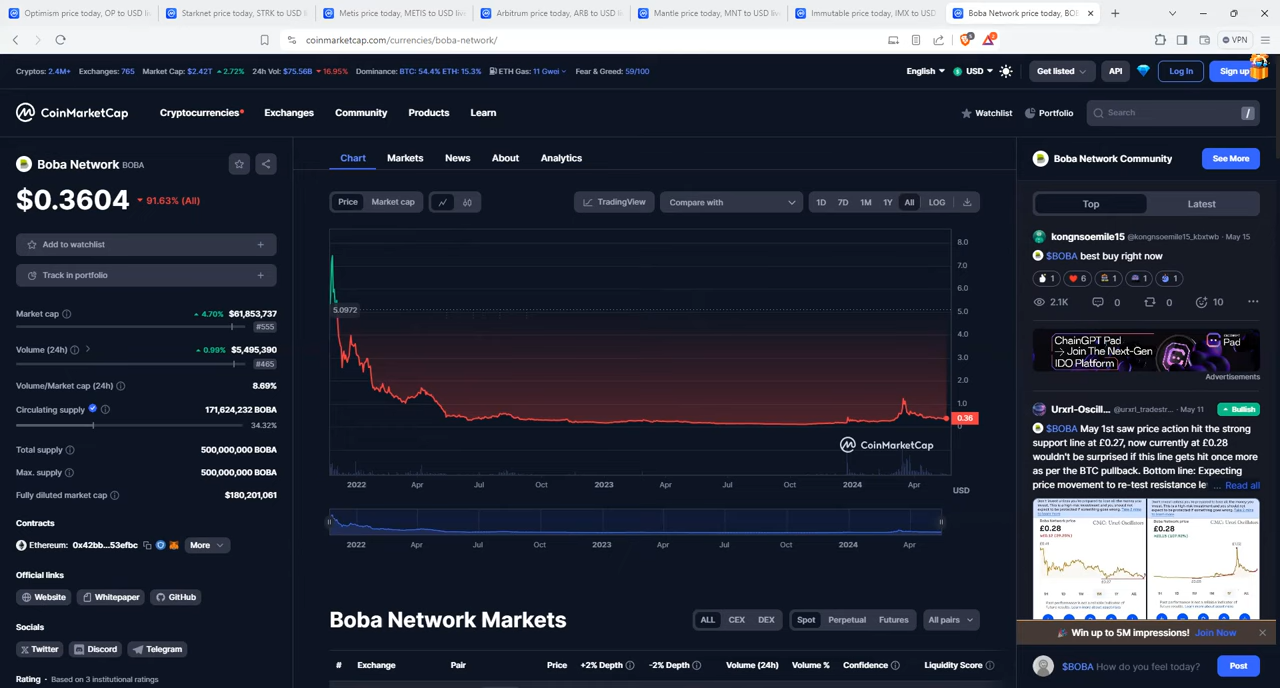 Optimism price today, OP to USD li
Starknet price today, STRK to USD l
Metis price today, METIS to USD live
Arbitrum price today, ARB to USD l
Mantle price today, MNT to USD live
Immutable price today, IMX to USD
Boba Network price today, BOB
coinmarketcap.com/currencies/boba-network/
VPN
Cryptos: 2.4M+ Exchanges: 765 Market Cap: $2.42T 2.72% 24h Vol: $75.56B 16.95% Dominance: BTC: 54.4% ETH: 15.3% ETH Gas: 11 Gwei Fear & Greed: 59/100
English USD Get listed API Log In Sign up
CoinMarketCap Cryptocurrencies Exchanges Community Products Learn
Watchlist Portfolio Search /
Boba Network BOBA
$0.3604 91.63% (All)
Add to watchlist
Track in portfolio
Market cap 4.70% $61,853,737
#555
Volume (24h) 0.99% $5,495,390
#465
Volume/Market cap (24h) 8.69%
Circulating supply 171,624,232 BOBA
34.32%
Total supply 500,000,000 BOBA
Max. supply 500,000,000 BOBA
Fully diluted market cap $180,201,061
Contracts
Ethereum: 0x42bb...53efbc More
Official links
Website Whitepaper GitHub
Socials
Twitter Discord Telegram
Rating · Based on 3 institutional ratings
Chart Markets News About Analytics
Price Market cap TradingView Compare with 1D 7D 1M 1Y All LOG
8.0
7.0
6.0
5.0972
5.0
4.0
3.0
2.0
1.0
0.36
0
CoinMarketCap
2022 Apr Jul Oct 2023 Apr Jul Oct 2024 Apr
USD
2022 Apr Jul Oct 2023 Apr Jul Oct 2024 Apr
Boba Network Markets
ALL CEX DEX Spot Perpetual Futures All pairs
# Exchange Pair Price +2% Depth -2% Depth Volume (24h) Volume % Confidence Liquidity Score
Boba Network Community See More
Top Latest
kongnsoemile15 @kongnsoemile15_kbxtwb · May 15
$BOBA best buy right now
1 6 1 1 1
2.1K 0 0 10
ChainGPT Pad
→ Join The Next-Gen
IDO Platform
Pad
Advertisements
Urxrl-Oscill... @urxrl_tradestr... · May 11 Bullish
$BOBA May 1st saw price action hit the strong
support line at £0.27, now currently at £0.28
wouldn't be surprised if this line gets hit once more
as per the BTC pullback. Bottom line: Expecting
price movement to re-test resistance le ... Read all
Boba Network price
£0.28
Boba Network price
£0.28
Win up to 5M impressions! Join Now
$BOBA How do you feel today? Post